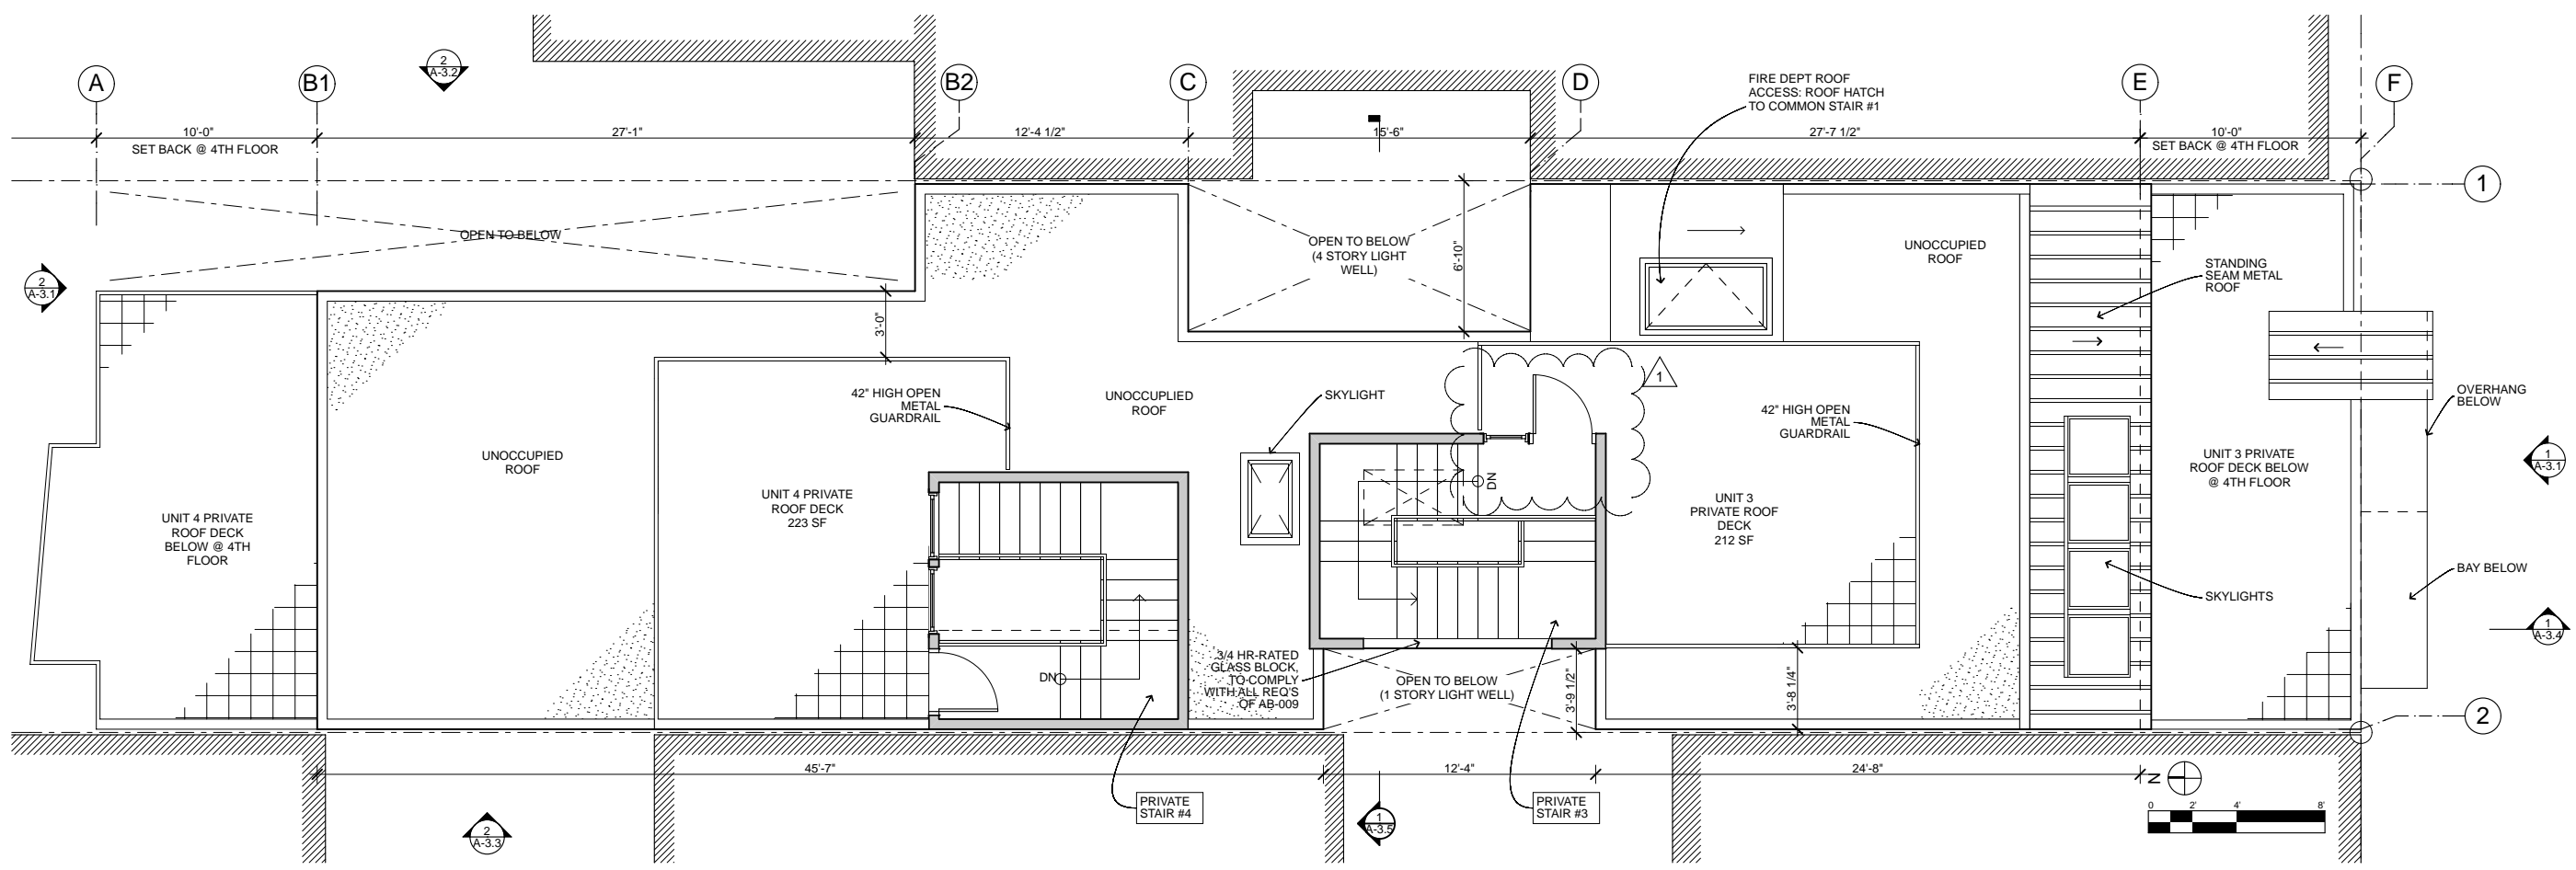 A
B1
2
A-3.2
B2
C
D
E
F
FIRE DEPT ROOF
ACCESS: ROOF HATCH
TO COMMON STAIR #1
10'-0"
SET BACK @ 4TH FLOOR
27'-1"
12'-4 1/2"
15'-6"
27'-7 1/2"
10'-0"
SET BACK @ 4TH FLOOR
1
OPEN TO BELOW
OPEN TO BELOW
(4 STORY LIGHT
WELL)
6'-10"
UNOCCUPIED
ROOF
STANDING
SEAM METAL
ROOF
2
A-3.1
3'-0"
42" HIGH OPEN
METAL
GUARDRAIL
UNOCCUPLIED
ROOF
SKYLIGHT
1
42" HIGH OPEN
METAL
GUARDRAIL
OVERHANG
BELOW
UNOCCUPIED
ROOF
UNIT 4 PRIVATE
ROOF DECK
223 SF
DN
UNIT 3
PRIVATE ROOF
DECK
212 SF
UNIT 3 PRIVATE
ROOF DECK BELOW
@ 4TH FLOOR
1
A-3.1
UNIT 4 PRIVATE
ROOF DECK
BELOW @ 4TH
FLOOR
BAY BELOW
SKYLIGHTS
1
A-3.4
DN
3/4 HR-RATED
GLASS BLOCK,
TO COMPLY
WITH ALL REQ'S
OF AB-009
OPEN TO BELOW
(1 STORY LIGHT WELL)
3'-9 1/2"
3'-8 1/4"
2
45'-7"
12'-4"
24'-8"
N
PRIVATE
STAIR #4
PRIVATE
STAIR #3
2
A-3.3
1
A-3.5
0 2' 4' 8'